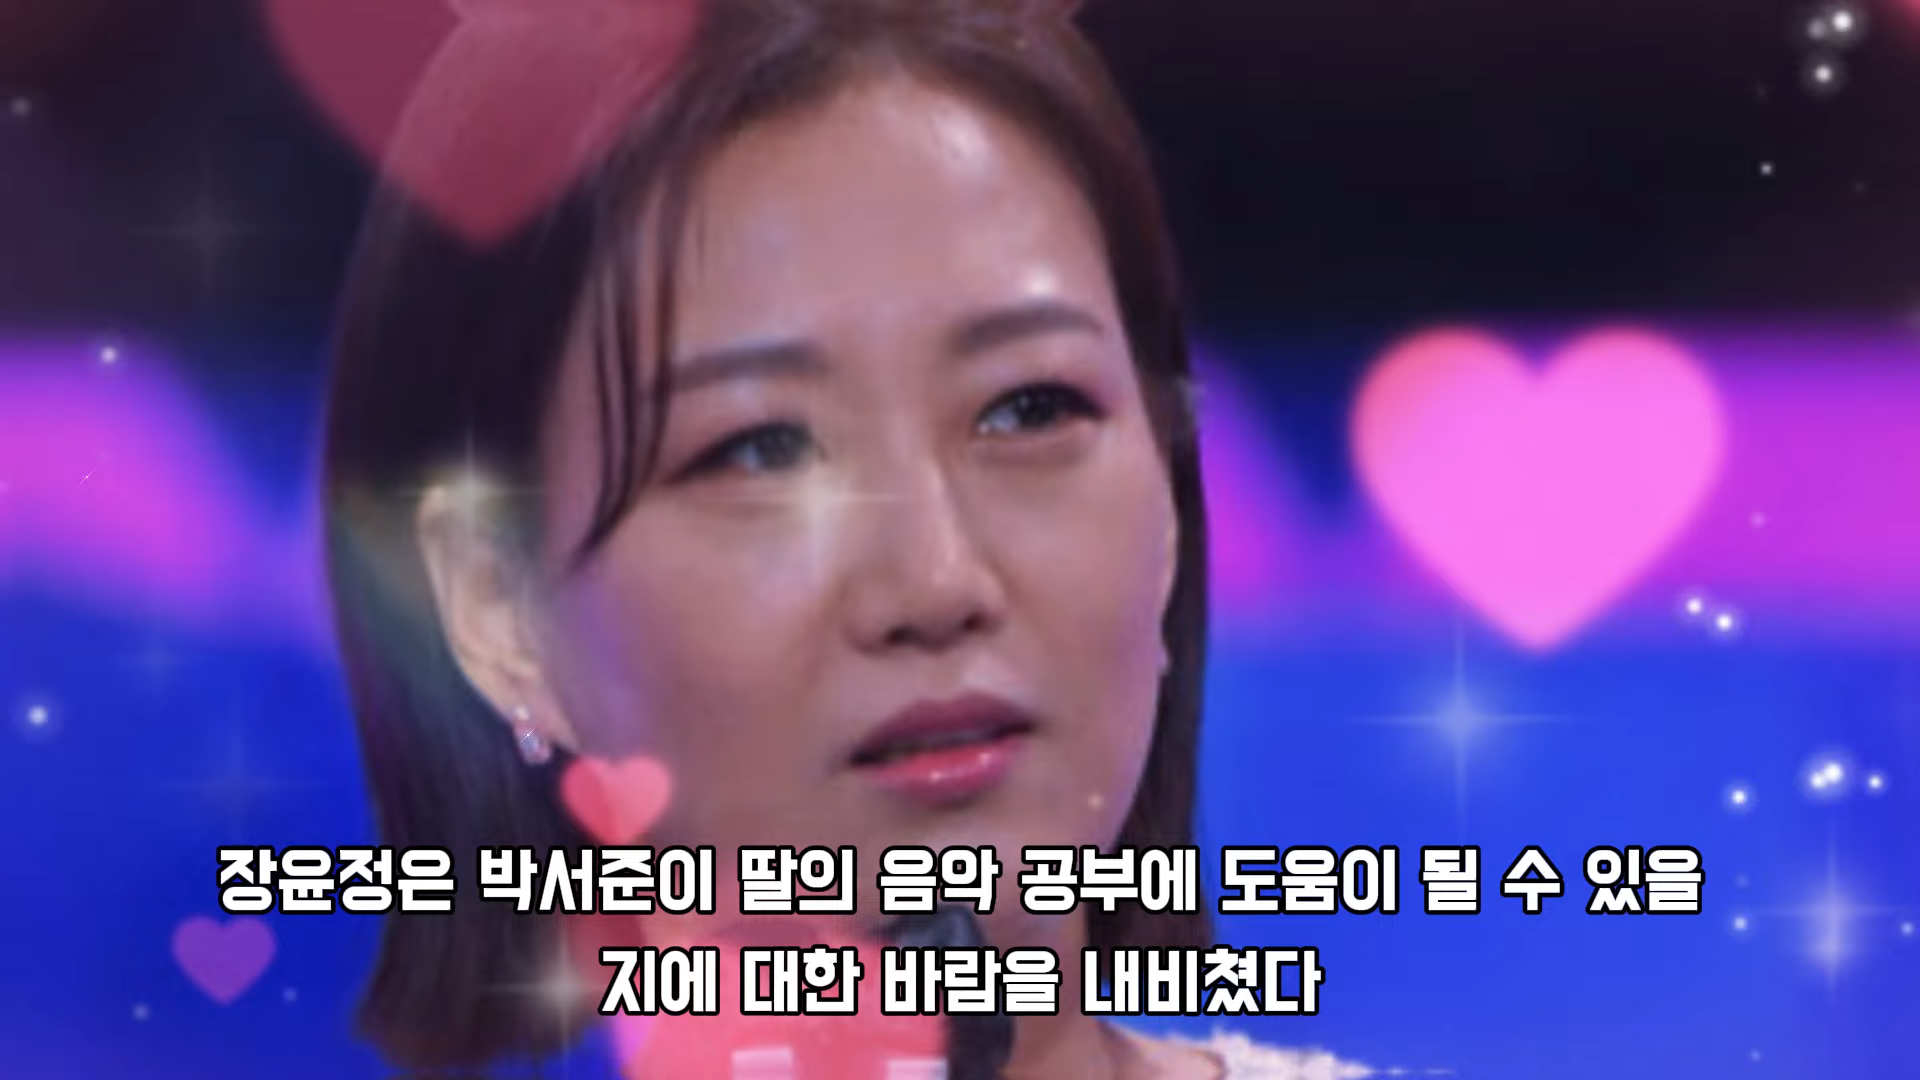 장윤정은 박서준이 딸의 음악 공부에 도움이 될 수 있을
지에 대한 바람을 내비쳤다